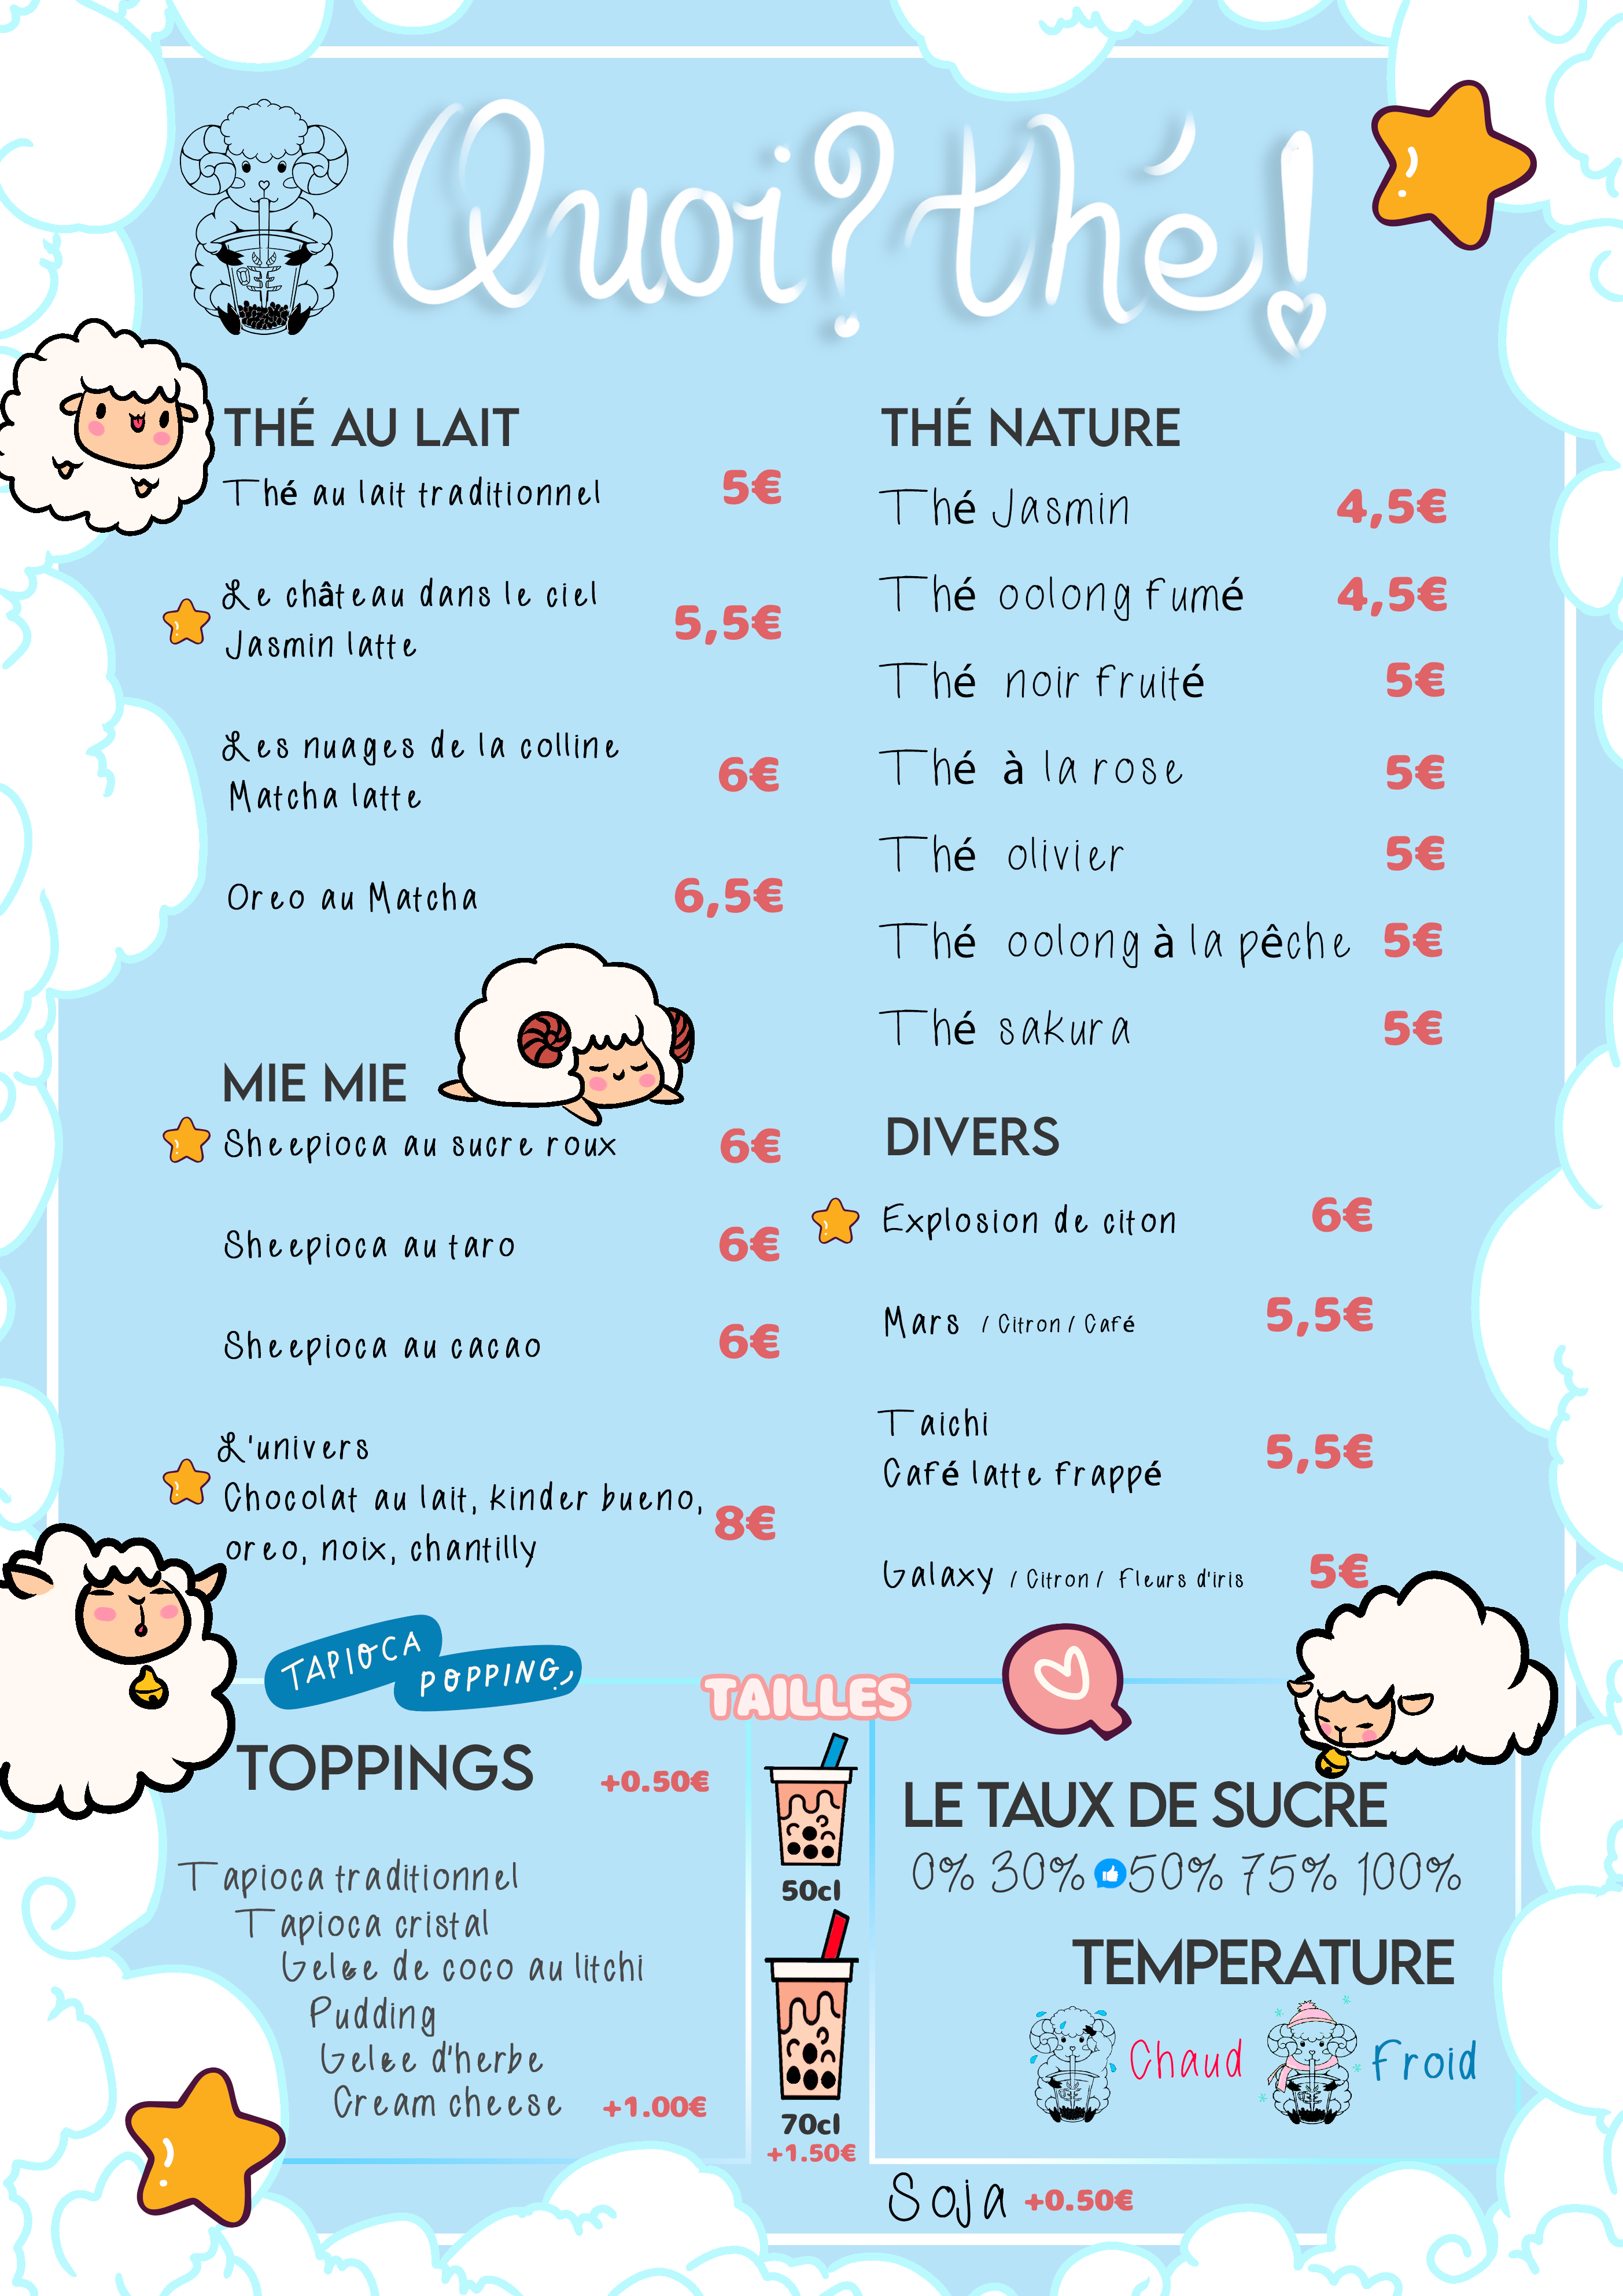 Quoi? thé!
THÉ AU LAIT
Thé au lait traditionnel 5€
Le château dans le ciel
Jasmin latte 5,5€
Les nuages de la colline
Matcha latte 6€
Oreo au Matcha 6,5€
MIE MIE
Sheepioca au sucre roux 6€
Sheepioca au taro 6€
Sheepioca au cacao 6€
L'univers
Chocolat au lait, kinder bueno,
oreo, noix, chantilly 8€
THÉ NATURE
Thé Jasmin 4,5€
Thé oolong fumé 4,5€
Thé noir fruité 5€
Thé à la rose 5€
Thé olivier 5€
Thé oolong à la pêche 5€
Thé sakura 5€
DIVERS
Explosion de citon 6€
Mars / Citron / Café 5,5€
Taichi
Café latte frappé 5,5€
Galaxy / Citron / Fleurs d'iris 5€
TAPIOCA
POPPING
TOPPINGS +0.50€
Tapioca traditionnel
Tapioca cristal
Gelée de coco au litchi
Pudding
Gelée d'herbe
Cream cheese +1.00€
TAILLES
50cl
70cl
+1.50€
LE TAUX DE SUCRE
0% 30% 50% 75% 100%
TEMPERATURE
Chaud Froid
Soja +0.50€